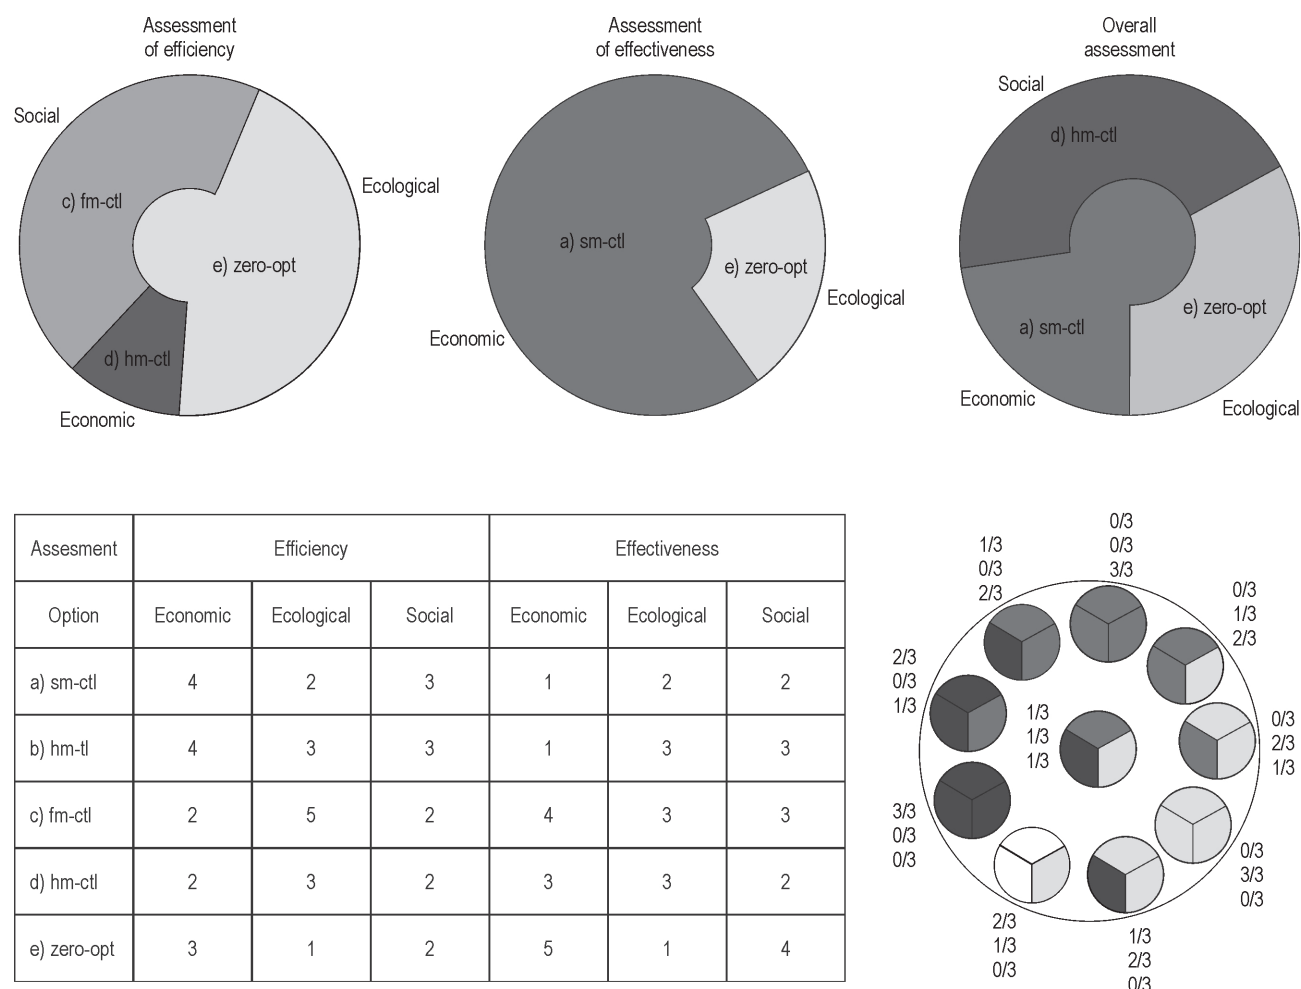 Assessment
of efficiency
Social
c) fm-ctl
Ecological
e) zero-opt
d) hm-ctl
Economic
Assessment
of effectiveness
a) sm-ctl
e) zero-opt
Ecological
Economic
Overall
assessment
Social
d) hm-ctl
e) zero-opt
a) sm-ctl
Economic
Ecological
Assesment Efficiency Effectiveness
Option Economic Ecological Social Economic Ecological Social
a) sm-ctl 4 2 3 1 2 2
b) hm-tl 4 3 3 1 3 3
c) fm-ctl 2 5 2 4 3 3
d) hm-ctl 2 3 2 3 3 2
e) zero-opt 3 1 2 5 1 4
0/3
0/3
3/3
1/3
0/3
2/3
0/3
1/3
2/3
2/3
0/3
1/3
1/3
1/3
1/3
0/3
2/3
1/3
3/3
0/3
0/3
0/3
3/3
0/3
2/3
1/3
0/3
1/3
2/3
0/3